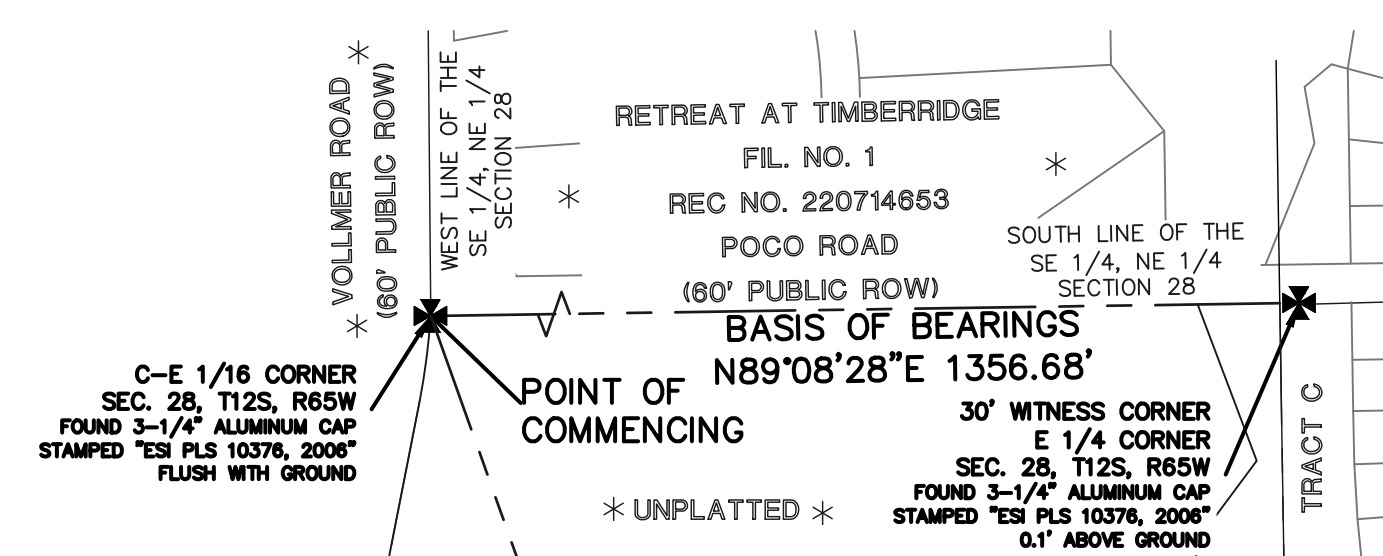 VOLLMER ROAD
(60' PUBLIC ROW)
WEST LINE OF THE
SE 1/4, NE 1/4
SECTION 28
RETREAT AT TIMBERRIDGE
FIL. NO. 1
REC NO. 220714653
POCO ROAD
(60' PUBLIC ROW)
SOUTH LINE OF THE
SE 1/4, NE 1/4
SECTION 28
BASIS OF BEARINGS
N89°08'28"E 1356.68'
C-E 1/16 CORNER
SEC. 28, T12S, R65W
FOUND 3-1/4" ALUMINUM CAP
STAMPED "ESI PLS 10376, 2006"
FLUSH WITH GROUND
POINT OF
COMMENCING
30' WITNESS CORNER
E 1/4 CORNER
SEC. 28, T12S, R65W
FOUND 3-1/4" ALUMINUM CAP
STAMPED "ESI PLS 10376, 2006"
0.1' ABOVE GROUND
TRACT C
UNPLATTED